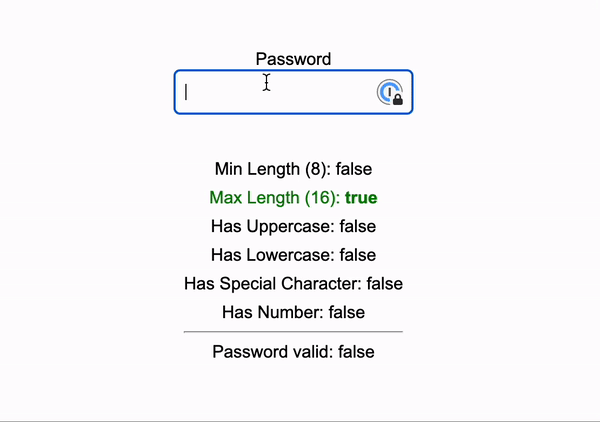 Password
Min Length (8): false
Max Length (16): true
Has Uppercase: false
Has Lowercase: false
Has Special Character: false
Has Number: false
Password valid: false